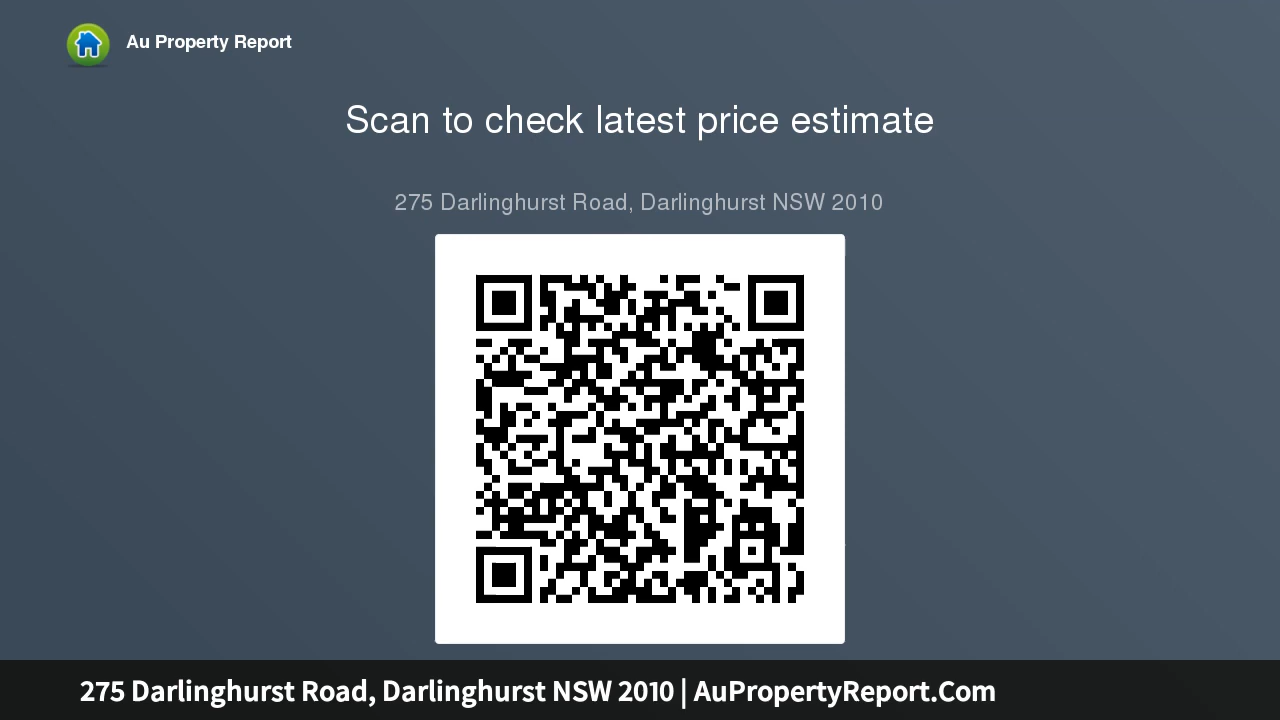 Au Property Report
Scan to check latest price estimate
275 Darlinghurst Road, Darlinghurst NSW 2010
275 Darlinghurst Road, Darlinghurst NSW 2010 | AuPropertyReport.Com